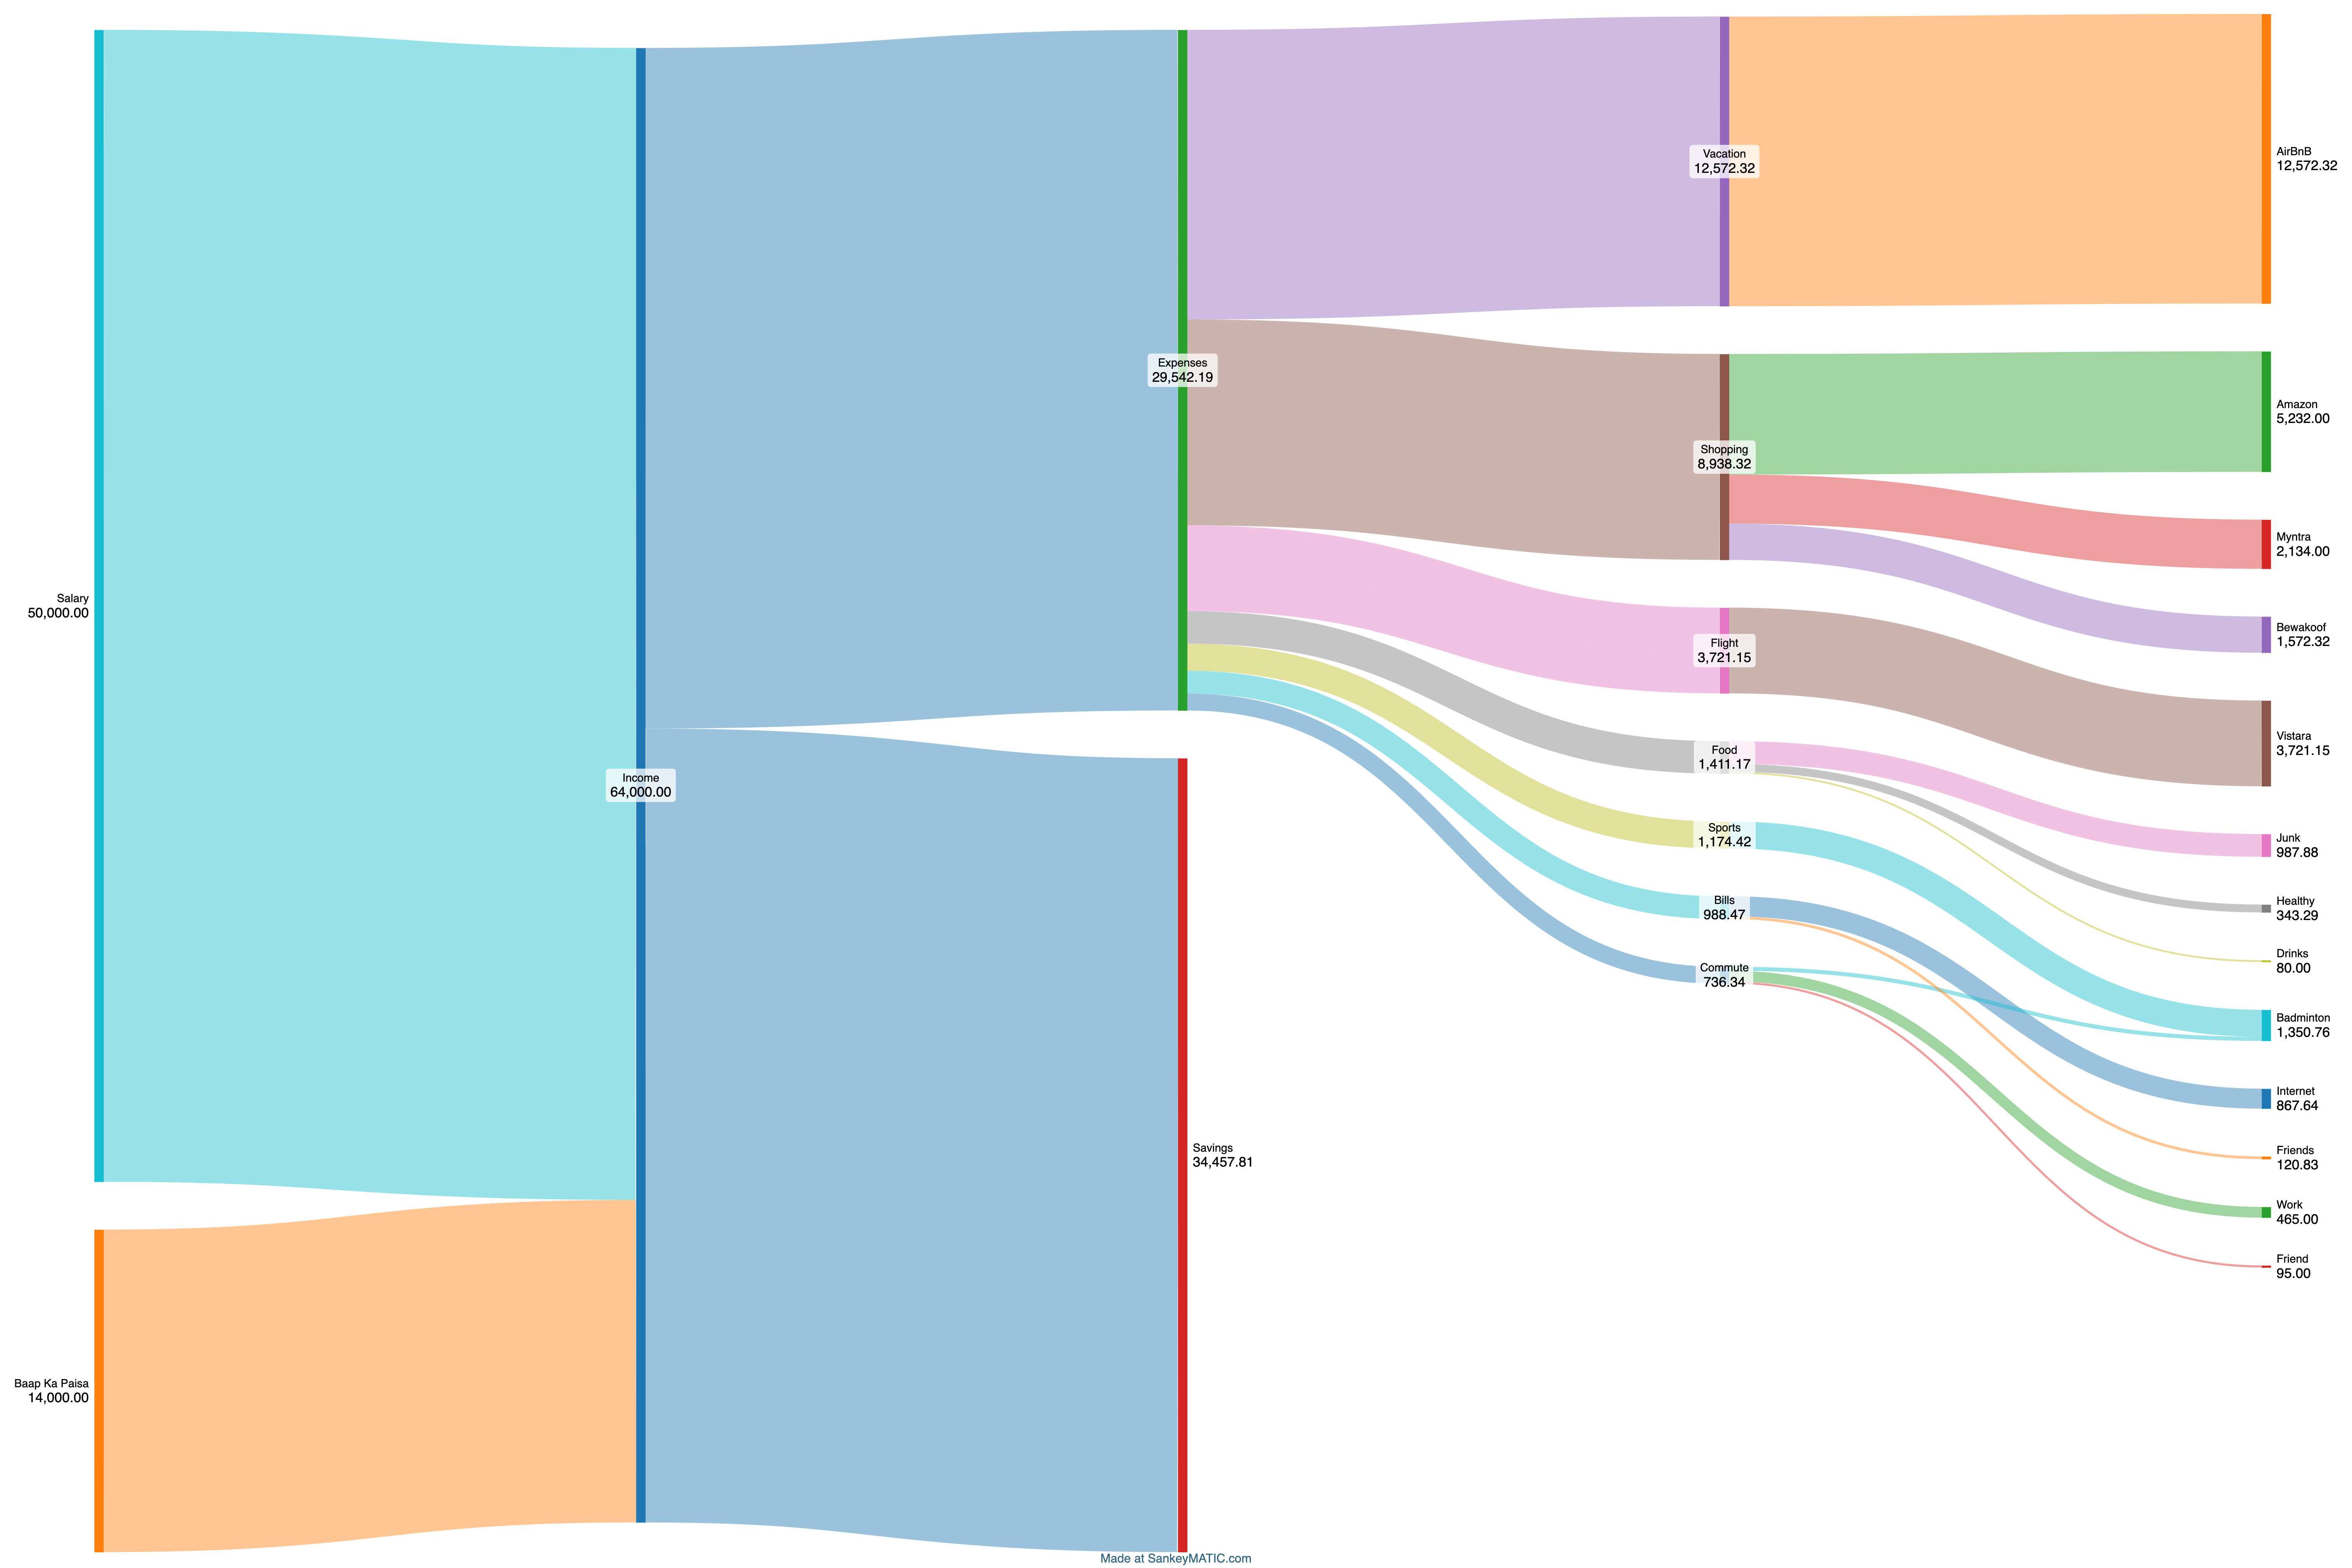 Salary
50,000.00
Baap Ka Paisa
14,000.00
Income
64,000.00
Expenses
29,542.19
Savings
34,457.81
Vacation
12,572.32
Shopping
8,938.32
Flight
3,721.15
Food
1,411.17
Sports
1,174.42
Bills
988.47
Commute
736.34
AirBnB
12,572.32
Amazon
5,232.00
Myntra
2,134.00
Bewakoof
1,572.32
Vistara
3,721.15
Junk
987.88
Healthy
343.29
Drinks
80.00
Badminton
1,350.76
Internet
867.64
Friends
120.83
Work
465.00
Friend
95.00
Made at SankeyMATIC.com